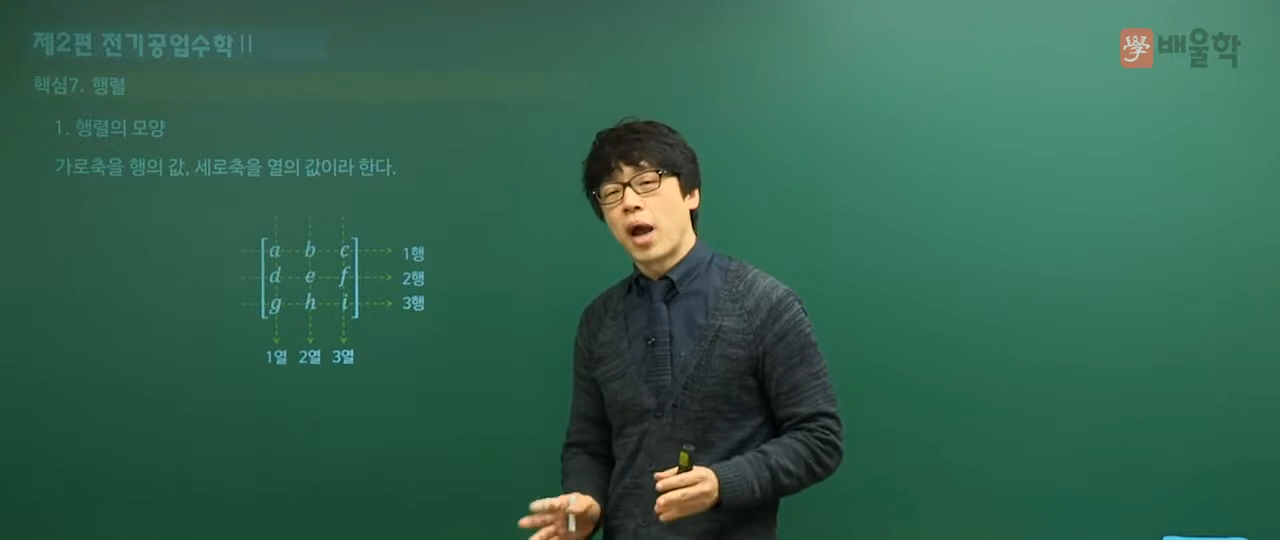 제2편 전기공업수학 II
핵심7. 행렬
1. 행렬의 모양
가로축을 행의 값, 세로축을 열의 값이라 한다.
a b c 1행
d e f 2행
g h i 3행
1열 2열 3열
學 배울학